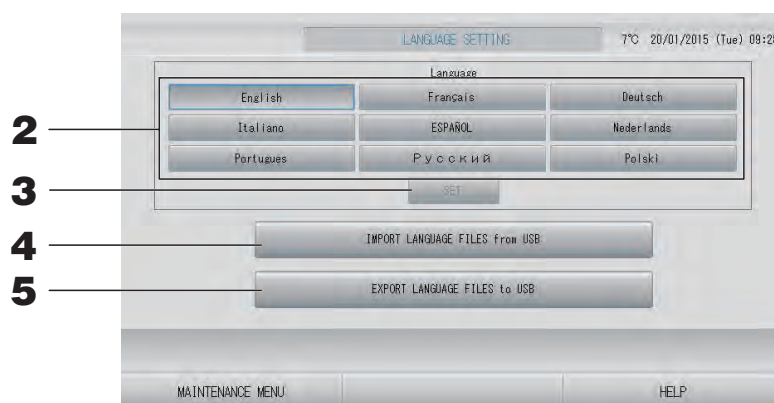 LANGUAGE SETTING 7℃ 20/01/2015 (Tue) 09:28
Language
English Français Deutsch
2 Italiano ESPAÑOL Nederlands
Portugues Русский Polski
3 SET
4 IMPORT LANGUAGE FILES from USB
5 EXPORT LANGUAGE FILES to USB
MAINTENANCE MENU HELP